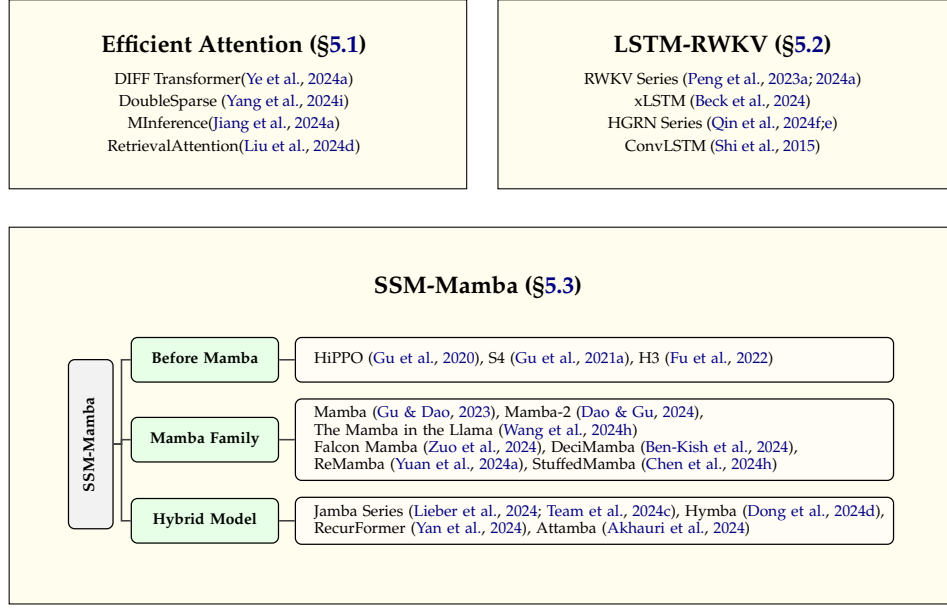 Efficient Attention (§5.1)
DIFF Transformer(Ye et al., 2024a)
DoubleSparse (Yang et al., 2024i)
MInference(Jiang et al., 2024a)
RetrievalAttention(Liu et al., 2024d)
LSTM-RWKV (§5.2)
RWKV Series (Peng et al., 2023a; 2024a)
xLSTM (Beck et al., 2024)
HGRN Series (Qin et al., 2024f;e)
ConvLSTM (Shi et al., 2015)
SSM-Mamba (§5.3)
SSM-Mamba
Before Mamba
HiPPO (Gu et al., 2020), S4 (Gu et al., 2021a), H3 (Fu et al., 2022)
Mamba Family
Mamba (Gu & Dao, 2023), Mamba-2 (Dao & Gu, 2024),
The Mamba in the Llama (Wang et al., 2024h)
Falcon Mamba (Zuo et al., 2024), DeciMamba (Ben-Kish et al., 2024),
ReMamba (Yuan et al., 2024a), StuffedMamba (Chen et al., 2024h)
Hybrid Model
Jamba Series (Lieber et al., 2024; Team et al., 2024c), Hymba (Dong et al., 2024d),
RecurFormer (Yan et al., 2024), Attamba (Akhauri et al., 2024)